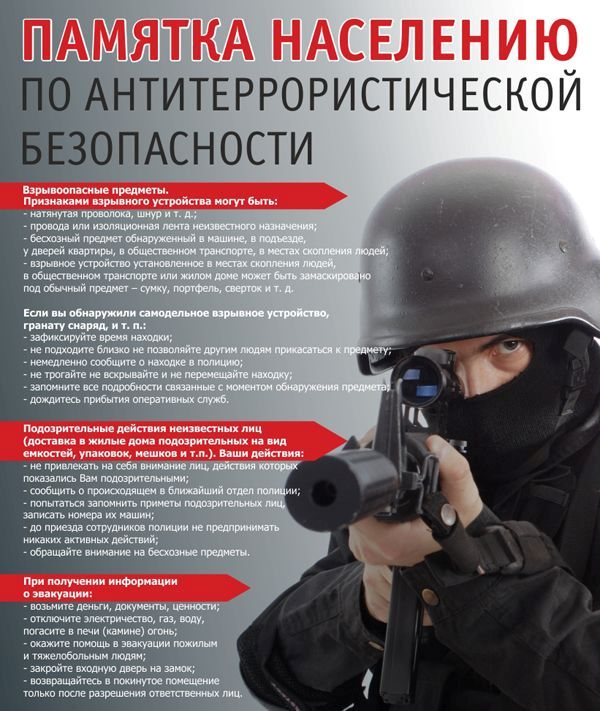 ПАМЯТКА НАСЕЛЕНИЮ
ПО АНТИТЕРРОРИСТИЧЕСКОЙ
БЕЗОПАСНОСТИ
Взрывоопасные предметы.
Признаками взрывного устройства могут быть:
- натянутая проволока, шнур и т. д.;
- провода или изоляционная лента неизвестного назначения;
- бесхозный предмет обнаруженный в машине, в подъезде,
у дверей квартиры, в общественном транспорте, в местах скопления людей;
- взрывное устройство установленное в местах скопления людей,
в общественном транспорте или жилом доме может быть замаскировано
под обычный предмет – сумку, портфель, сверток и т. д.
Если вы обнаружили самодельное взрывное устройство,
гранату снаряд, и т. п.:
- зафиксируйте время находки;
- не подходите близко не позволяйте другим людям прикасаться к предмету;
- немедленно сообщите о находке в полицию;
- не трогайте не вскрывайте и не перемещайте находку;
- запомните все подробности связанные с моментом обнаружения предмета;
- дождитесь прибытия оперативных служб.
Подозрительные действия неизвестных лиц
(доставка в жилые дома подозрительных на вид
емкостей, упаковок, мешков и т.п.). Ваши действия:
- не привлекать на себя внимание лиц, действия которых
показались Вам подозрительными;
- сообщить о происходящем в ближайший отдел полиции;
- попытаться запомнить приметы подозрительных лиц,
записать номера их машин;
- до приезда сотрудников полиции не предпринимать
никаких активных действий;
- обращайте внимание на бесхозные предметы.
При получении информации
о эвакуации:
- возьмите деньги, документы, ценности;
- отключите электричество, газ, воду,
погасите в печи (камине) огонь;
- окажите помощь в эвакуации пожилым
и тяжелобольным людям;
- закройте входную дверь на замок;
- возвращайтесь в покинутое помещение
только после разрешения ответственных лиц.